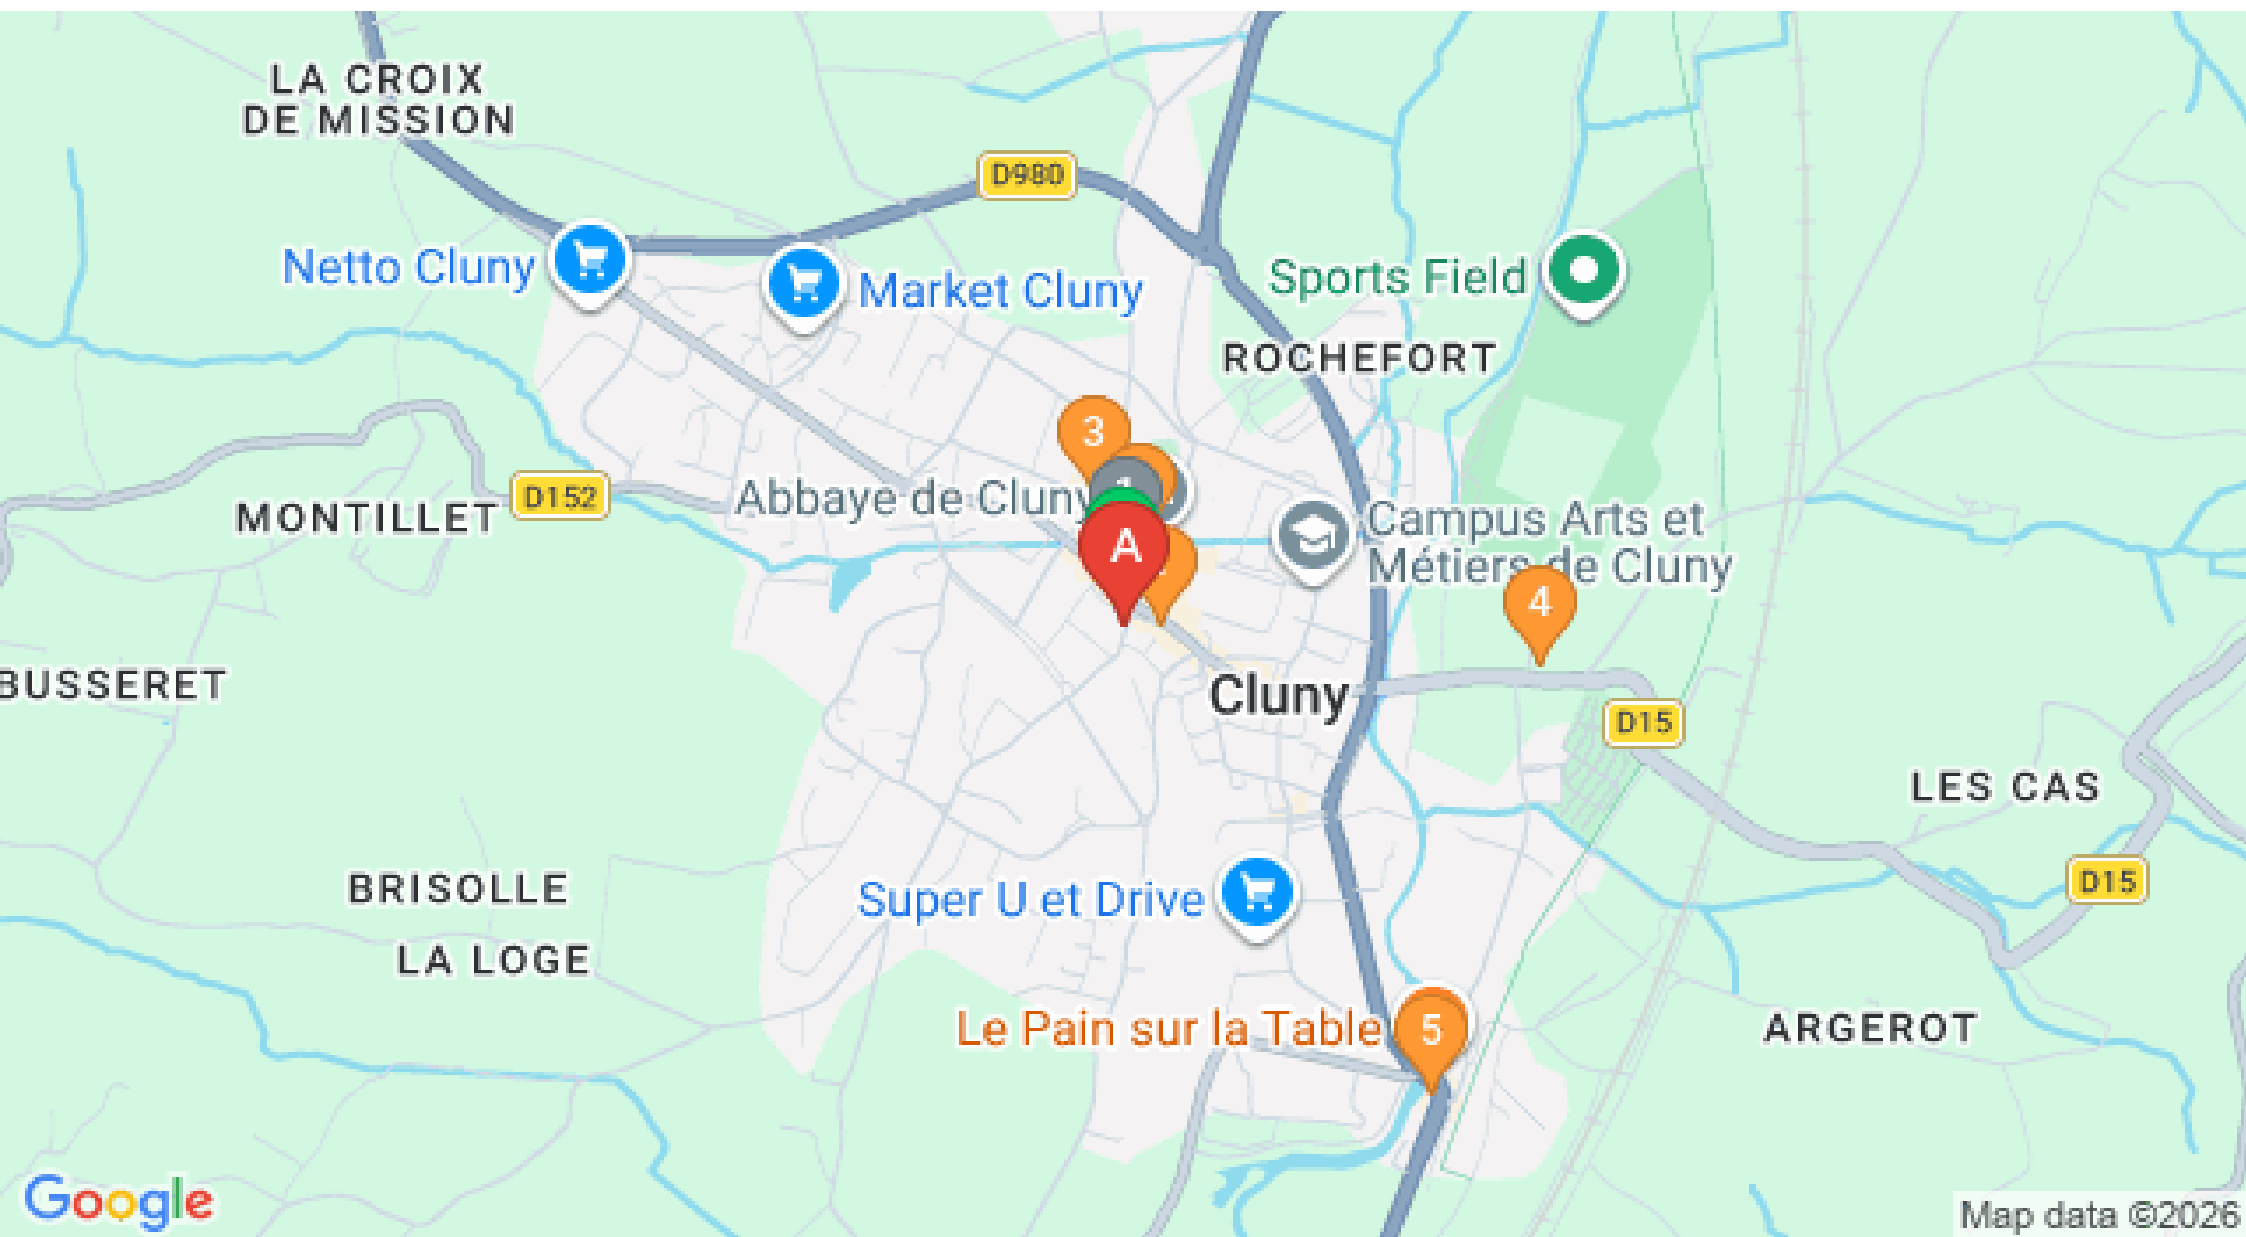 LA CROIX
DE MISSION
D980
Netto Cluny
Market Cluny
Sports Field
ROCHEFORT
3
Abbaye de Cluny
D152
MONTILLET
A
Campus Arts et
Métiers de Cluny
4
BUSSERET
Cluny
D15
LES CAS
D15
BRISOLLE
Super U et Drive
LA LOGE
Le Pain sur la Table
5
ARGEROT
Google
Map data ©2026